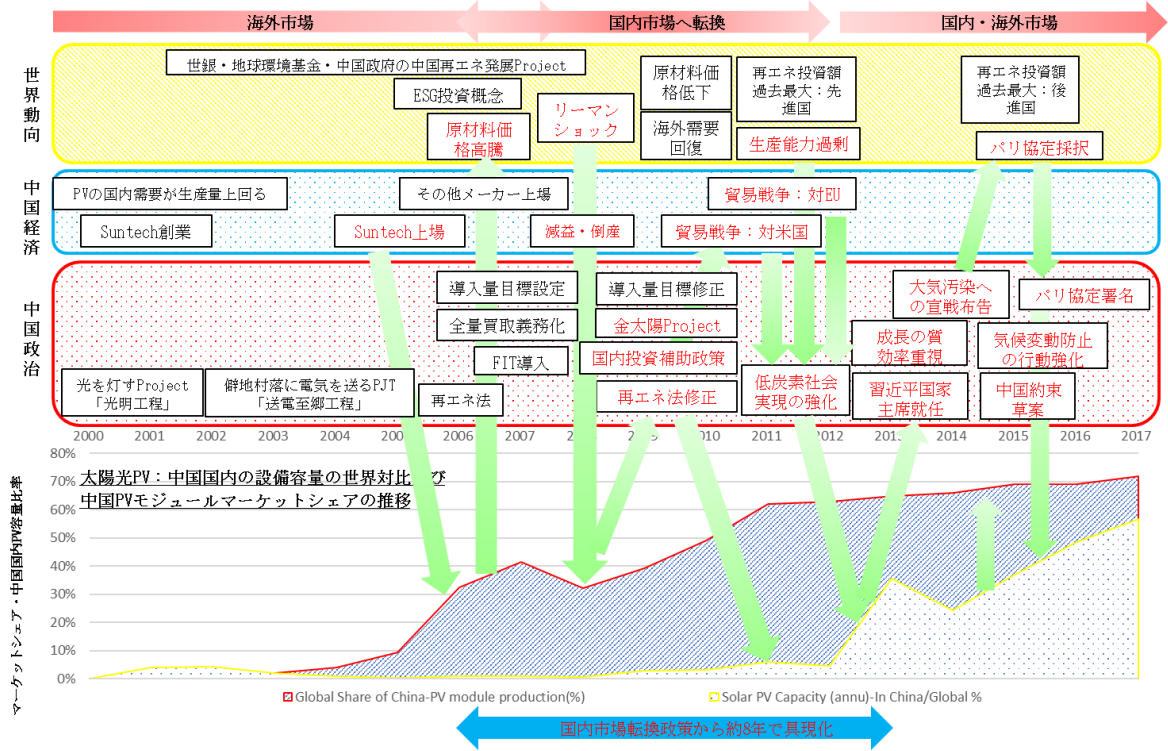 海外市場
国内市場へ転換
国内・海外市場
世界動向
世銀・地球環境基金・中国政府の中国再エネ発展Project
ESG投資概念
原材料価
格高騰
リーマン
ショック
原材料価
格低下
海外需要
回復
再エネ投資額
過去最大：先
進国
生産能力過剰
再エネ投資額
過去最大：後
進国
パリ協定採択
中国経済
PVの国内需要が生産量上回る
その他メーカー上場
貿易戦争：対EU
Suntech創業
Suntech上場
減益・倒産
貿易戦争：対米国
中国政治
導入量目標設定
導入量目標修正
大気汚染へ
の宣戦布告
パリ協定署名
全量買取義務化
金太陽Project
成長の質
効率重視
気候変動防止
の行動強化
FIT導入
国内投資補助政策
光を灯すProject
「光明工程」
僻地村落に電気を送るPJT
「送電至郷工程」
再エネ法
再エネ法修正
低炭素社会
実現の強化
習近平国家
主席就任
中国約束
草案
2000 2001 2002 2003 2004 2005 2006 2007 2008 2009 2010 2011 2012 2013 2014 2015 2016 2017
太陽光PV：中国国内の設備容量の世界対比及び
中国PVモジュールマーケットシェアの推移
マーケットシェア・中国国内PV容量比率
80%
70%
60%
50%
40%
30%
20%
10%
0%
Global Share of China-PV module production(%)
Solar PV Capacity (annu)-In China/Global %
国内市場転換政策から約8年で具現化